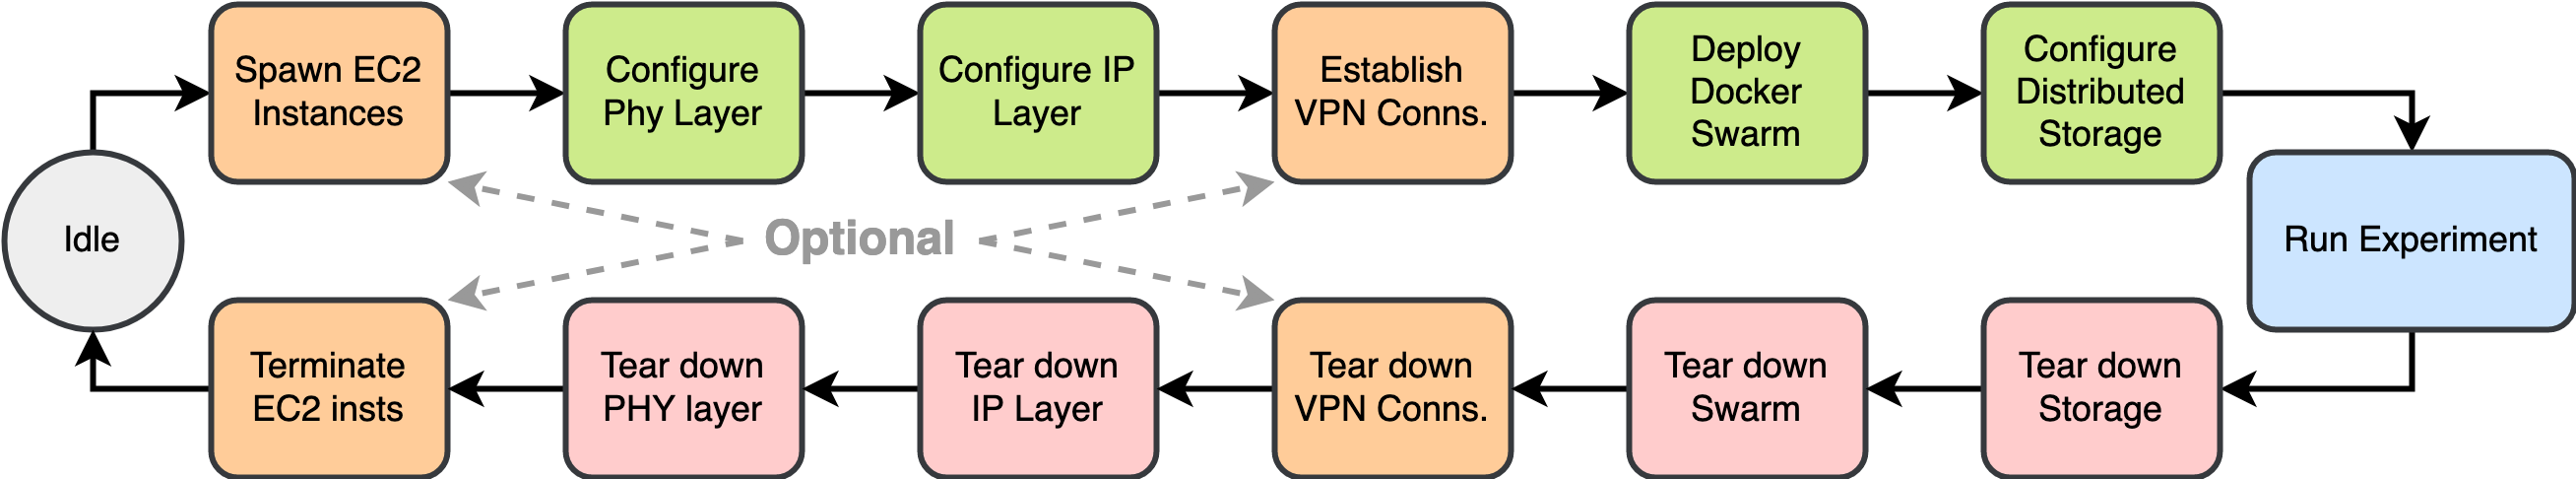 Spawn EC2
Instances
Configure
Phy Layer
Configure IP
Layer
Establish
VPN Conns.
Deploy
Docker
Swarm
Configure
Distributed
Storage
Idle
Optional
Run Experiment
Terminate
EC2 insts
Tear down
PHY layer
Tear down
IP Layer
Tear down
VPN Conns.
Tear down
Swarm
Tear down
Storage